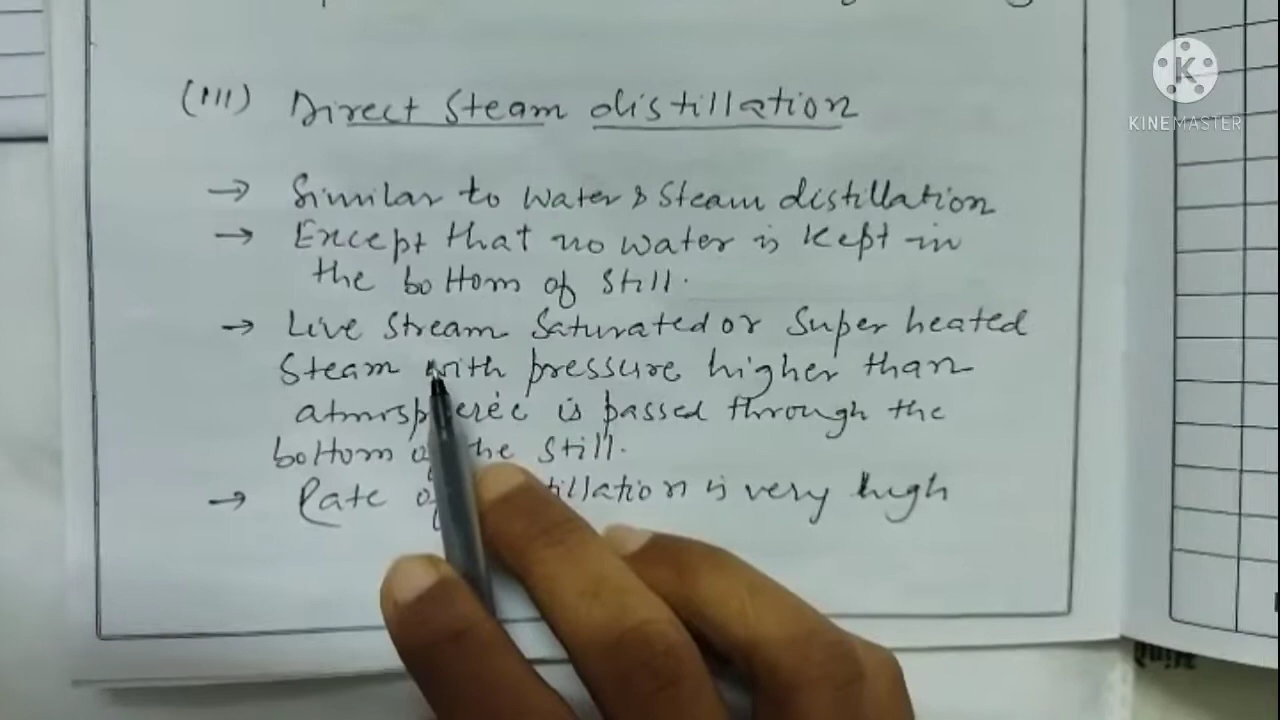 (III) Direct Steam distillation
→ Similar to Water & Steam distillation
→ Except that no water is kept in
the bottom of Still.
→ Live Stream Saturated or Super heated
Steam with pressure higher than
atmospheric is passed through the
bottom of the Still.
→ Rate of is very high
K
KINEMASTER